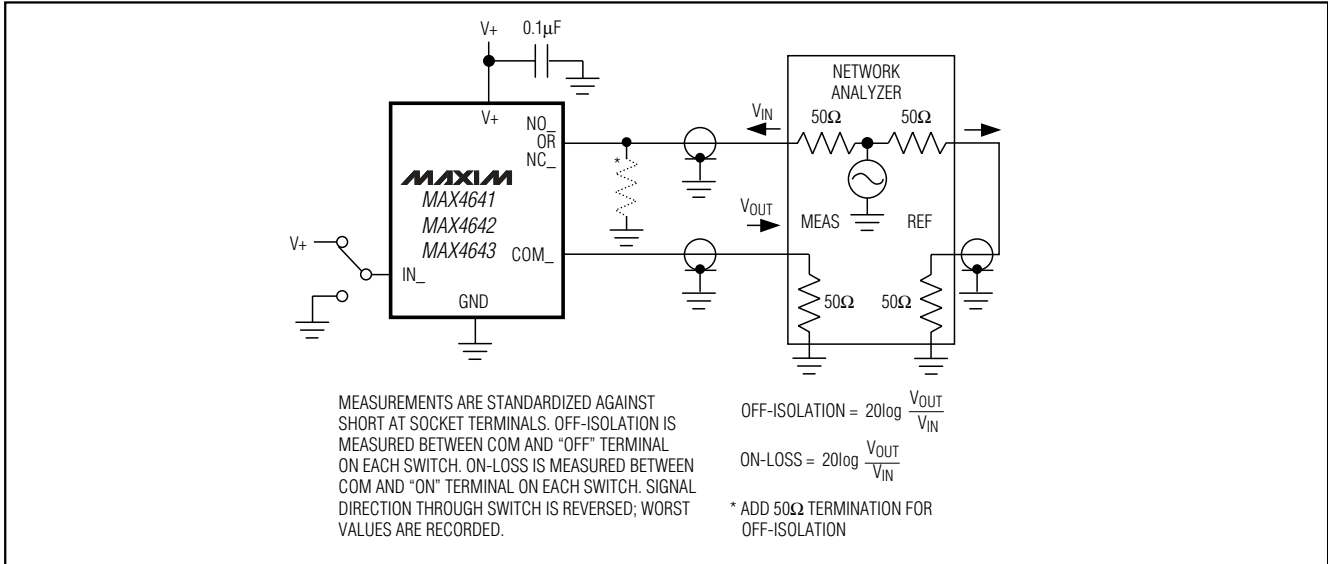 V+ 0.1μF
V+
NO_
OR
NC_
MAXIM
MAX4641
MAX4642
MAX4643
COM_
V+
IN_
GND
NETWORK
ANALYZER
VIN
50Ω 50Ω
*
VOUT
MEAS REF
50Ω 50Ω
MEASUREMENTS ARE STANDARDIZED AGAINST
SHORT AT SOCKET TERMINALS. OFF-ISOLATION IS
MEASURED BETWEEN COM AND “OFF” TERMINAL
ON EACH SWITCH. ON-LOSS IS MEASURED BETWEEN
COM AND “ON” TERMINAL ON EACH SWITCH. SIGNAL
DIRECTION THROUGH SWITCH IS REVERSED; WORST
VALUES ARE RECORDED.
OFF-ISOLATION = 20log VOUT
VIN
ON-LOSS = 20log VOUT
VIN
* ADD 50Ω TERMINATION FOR
OFF-ISOLATION